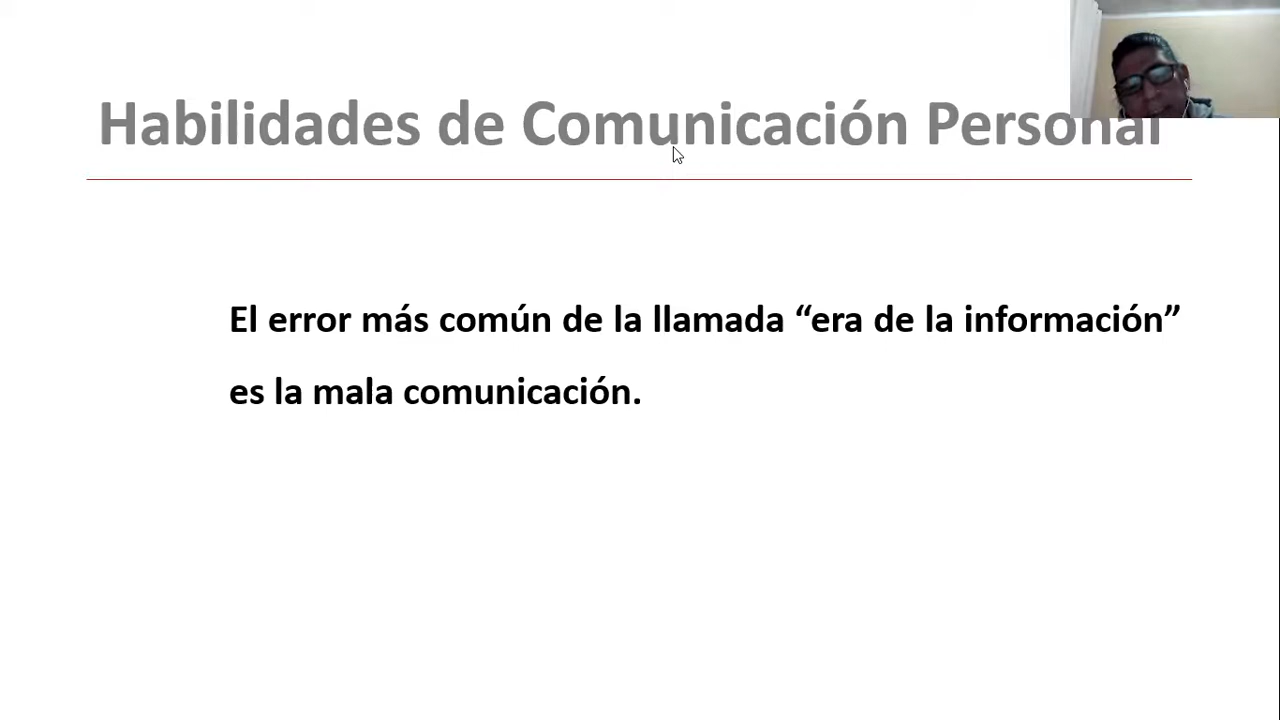 Habilidades de Comunicación Personal
El error más común de la llamada “era de la información”
es la mala comunicación.